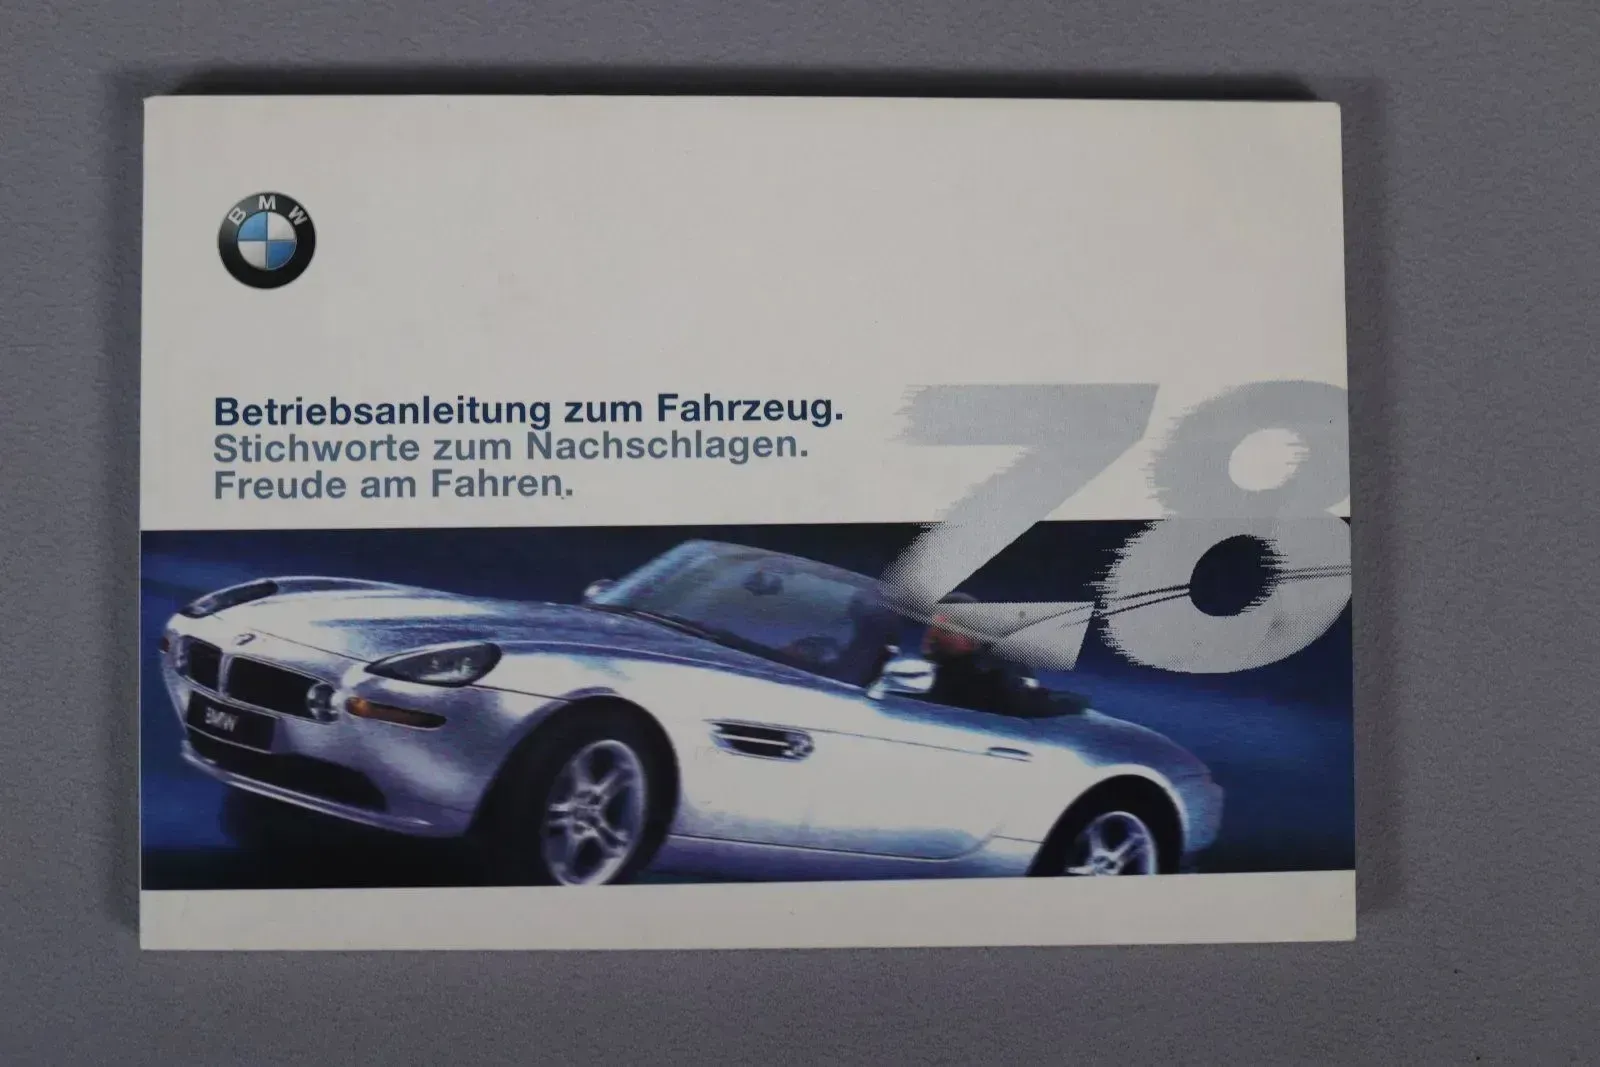 BMW
Betriebsanleitung zum Fahrzeug.
Stichworte zum Nachschlagen.
Freude am Fahren.
Z8
BMW